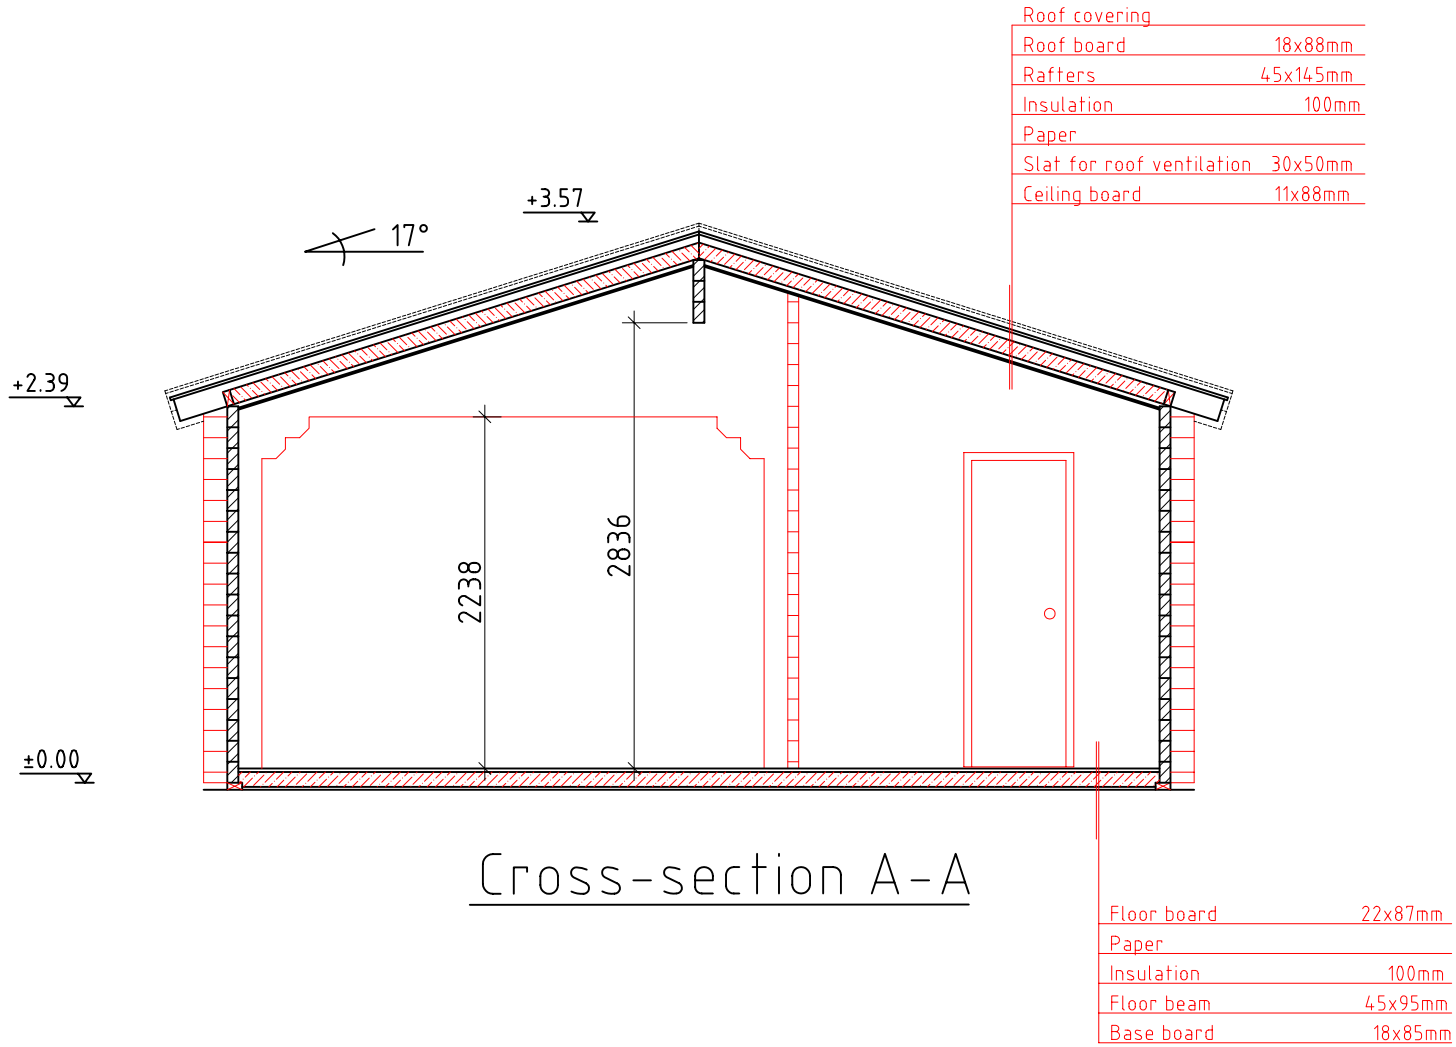 Roof covering
Roof board 18x88mm
Rafters 45x145mm
Insulation 100mm
Paper
Slat for roof ventilation 30x50mm
Ceiling board 11x88mm
+3.57
17°
+2.39
2836
2238
±0.00
Cross-section A-A
Floor board 22x87mm
Paper
Insulation 100mm
Floor beam 45x95mm
Base board 18x85mm